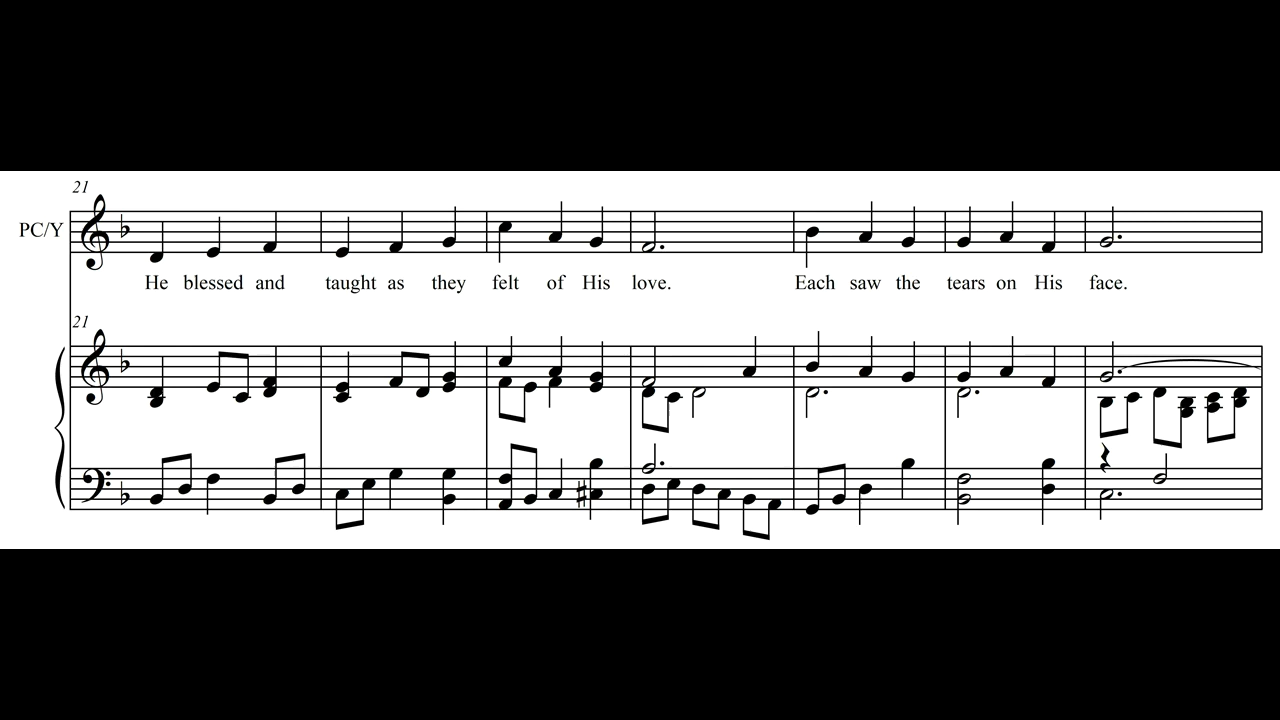 21
PC/Y
He blessed and taught as they felt of His love. Each saw the tears on His face.
21